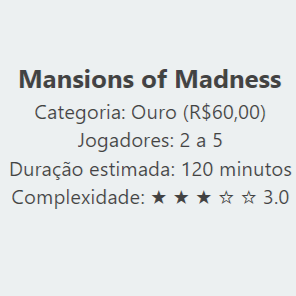 Mansions of Madness
Categoria: Ouro (R$60,00)
Jogadores: 2 a 5
Duração estimada: 120 minutos
Complexidade: ★ ★ ★ ☆ ☆ 3.0